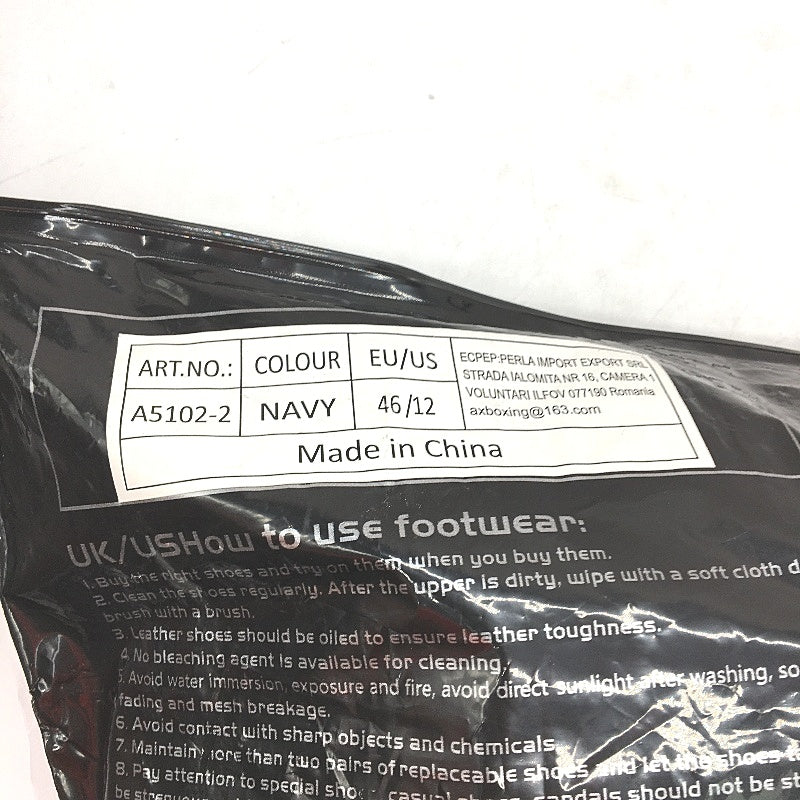 ART.NO.: COLOUR EU/US
A5102-2 NAVY 46/12
ECPEP:PERLA IMPORT EXPORT SRL
STRADA IALOMITA NR 16, CAMERA 1
VOLUNTARI ILFOV 077190 Romania
axboxing@163.com
Made in China
UK/USHow to use footwear:
1. Buy the right shoes and try on them when you buy them.
2. Clean the shoes regularly. After the upper is dirty, wipe with a soft cloth
brush with a brush.
3. Leather shoes should be oiled to ensure leather toughness.
4. No bleaching agent is available for cleaning.
5. Avoid water immersion, exposure and fire, avoid direct sunlight after washing, so
fading and mesh breakage.
6. Avoid contact with sharp objects and chemicals.
7. Maintain more than two pairs of replaceable shoes and let the shoes
8. Pay attention to special casual shoes, sandals should not be
be